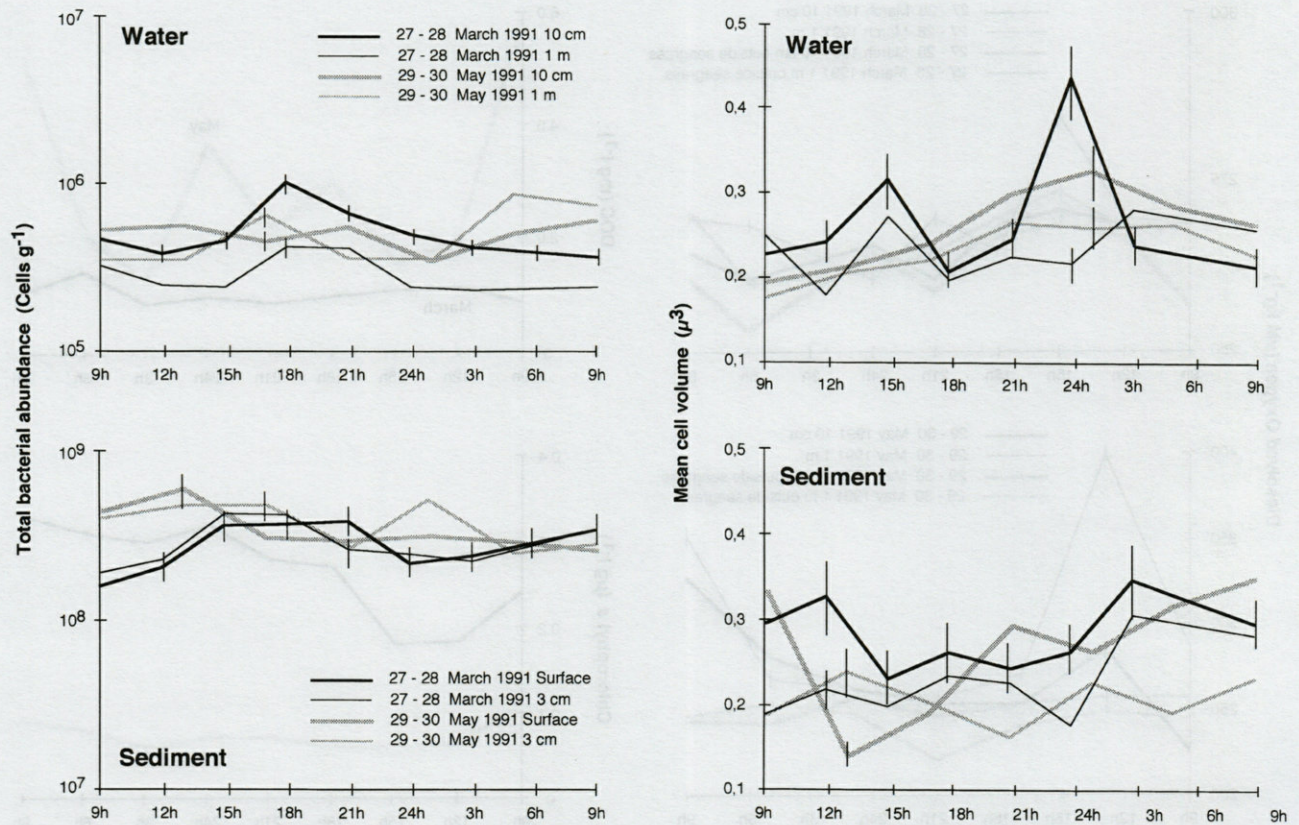 Total bacterial abundance (Cells g⁻¹)
10⁷
10⁶
10⁵
Water
27 - 28 March 1991 10 cm
27 - 28 March 1991 1 m
29 - 30 May 1991 10 cm
29 - 30 May 1991 1 m
9h 12h 15h 18h 21h 24h 3h 6h 9h
10⁹
10⁸
10⁷
27 - 28 March 1991 Surface
27 - 28 March 1991 3 cm
29 - 30 May 1991 Surface
29 - 30 May 1991 3 cm
Sediment
9h 12h 15h 18h 21h 24h 3h 6h 9h
Mean cell volume (µ³)
0,5
0,4
0,3
0,2
0,1
Water
9h 12h 15h 18h 21h 24h 3h 6h 9h
0,5
0,4
0,3
0,2
0,1
Sediment
9h 12h 15h 18h 21h 24h 3h 6h 9h